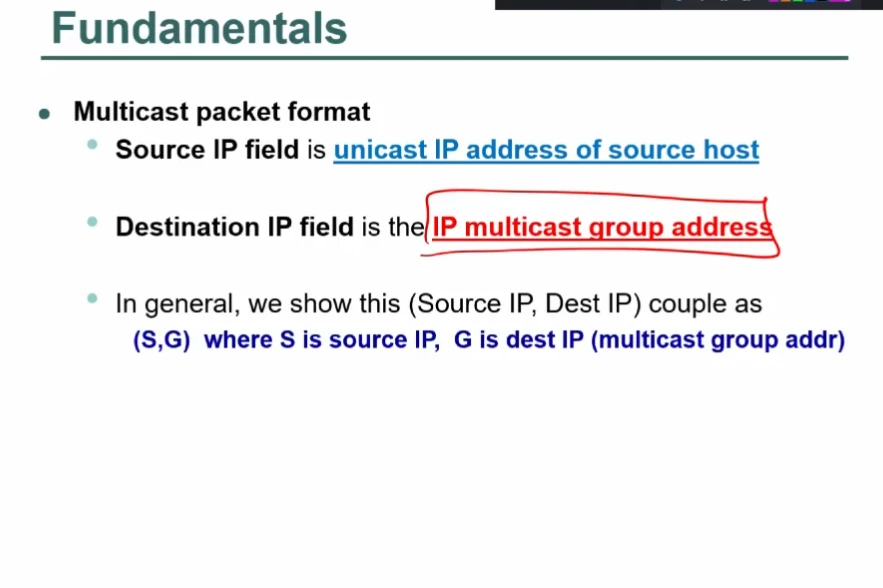 Fundamentals
Multicast packet format
Source IP field is unicast IP address of source host
Destination IP field is the IP multicast group address
In general, we show this (Source IP, Dest IP) couple as
(S,G) where S is source IP, G is dest IP (multicast group addr)